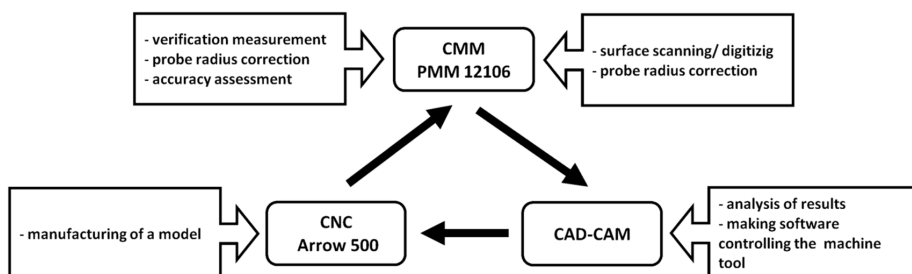 - verification measurement
- probe radius correction
- accuracy assessment
CMM
PMM 12106
- surface scanning/ digitizig
- probe radius correction
- manufacturing of a model
CNC
Arrow 500
CAD-CAM
- analysis of results
- making software
controlling the machine
tool